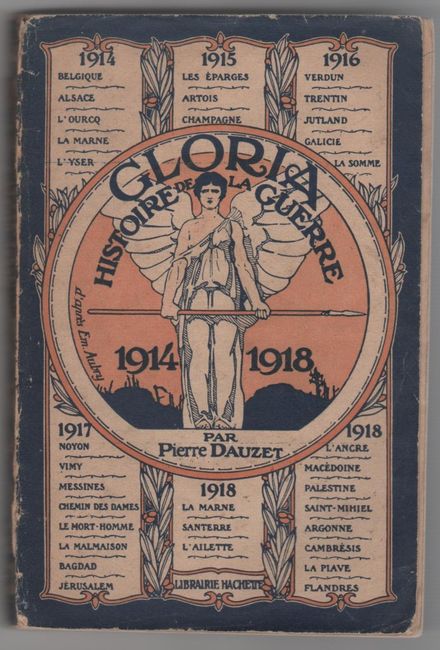 1914
BELGIQUE
ALSACE
L'OURCQ
LA MARNE
L'YSER
1915
LES ÉPARGES
ARTOIS
CHAMPAGNE
1916
VERDUN
TRENTIN
JUTLAND
GALICIE
LA SOMME
GLORIA
HISTOIRE DE LA GUERRE
d'après Em. Aubry
1914 1918
PAR
Pierre DAUZET
1917
NOYON
VIMY
MESSINES
CHEMIN DES DAMES
LE MORT-HOMME
LA MALMAISON
BAGDAD
JÉRUSALEM
1918
LA MARNE
SANTERRE
L'AILETTE
LIBRAIRIE HACHETTE
1918
L'ANCRE
MACÉDOINE
PALESTINE
SAINT-MIHIEL
ARGONNE
CAMBRÉSIS
LA PIAVE
FLANDRES